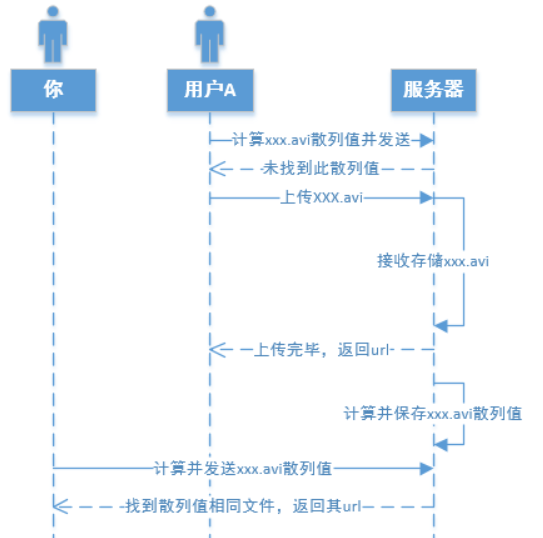 你
用户A
服务器
计算xxx.avi散列值并发送
未找到此散列值
上传XXX.avi
接收存储xxx.avi
上传完毕，返回url
计算并保存xxx.avi散列值
计算并发送xxx.avi散列值
找到散列值相同文件，返回其url